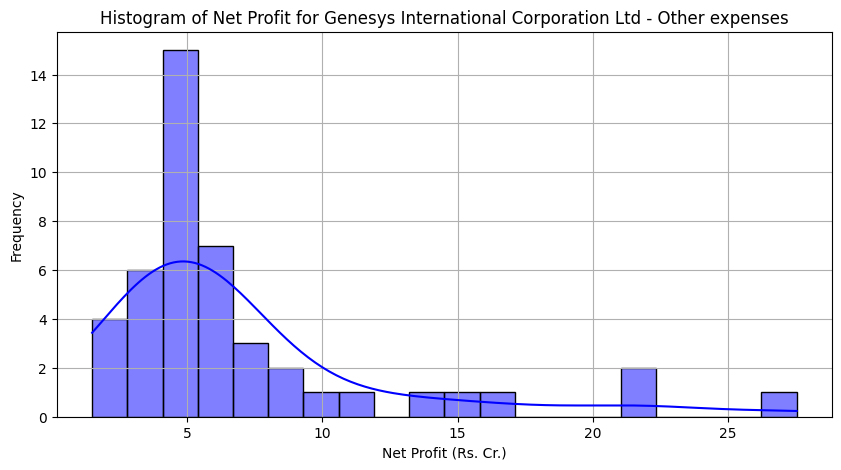 Histogram of Net Profit for Genesys International Corporation Ltd - Other expenses
14
12
10
8
6
4
2
0
Frequency
5 10 15 20 25
Net Profit (Rs. Cr.)